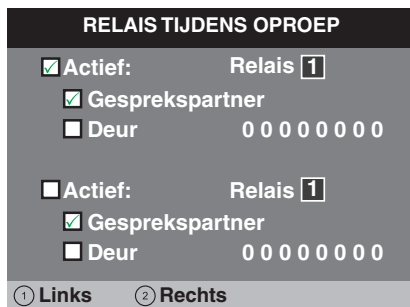 RELAIS TIJDENS OPROEP
Actief: Relais 1
Gesprekspartner
Deur 0 0 0 0 0 0 0 0
Actief: Relais 1
Gesprekspartner
Deur 0 0 0 0 0 0 0 0
1 Links 2 Rechts